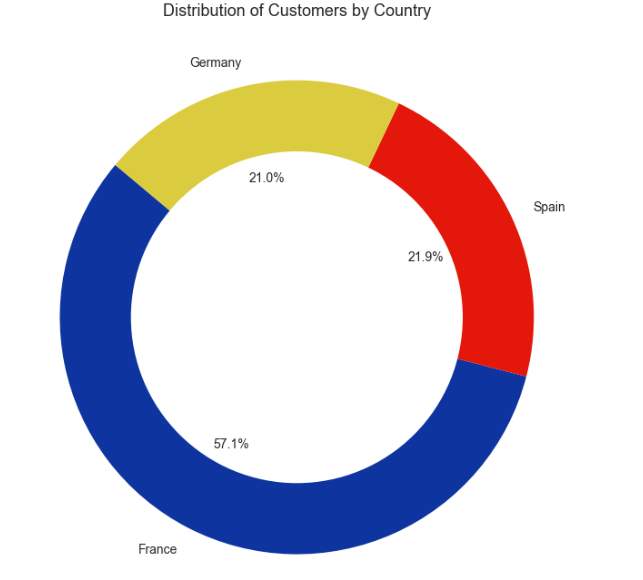 Distribution of Customers by Country
Germany
21.0%
Spain
21.9%
57.1%
France